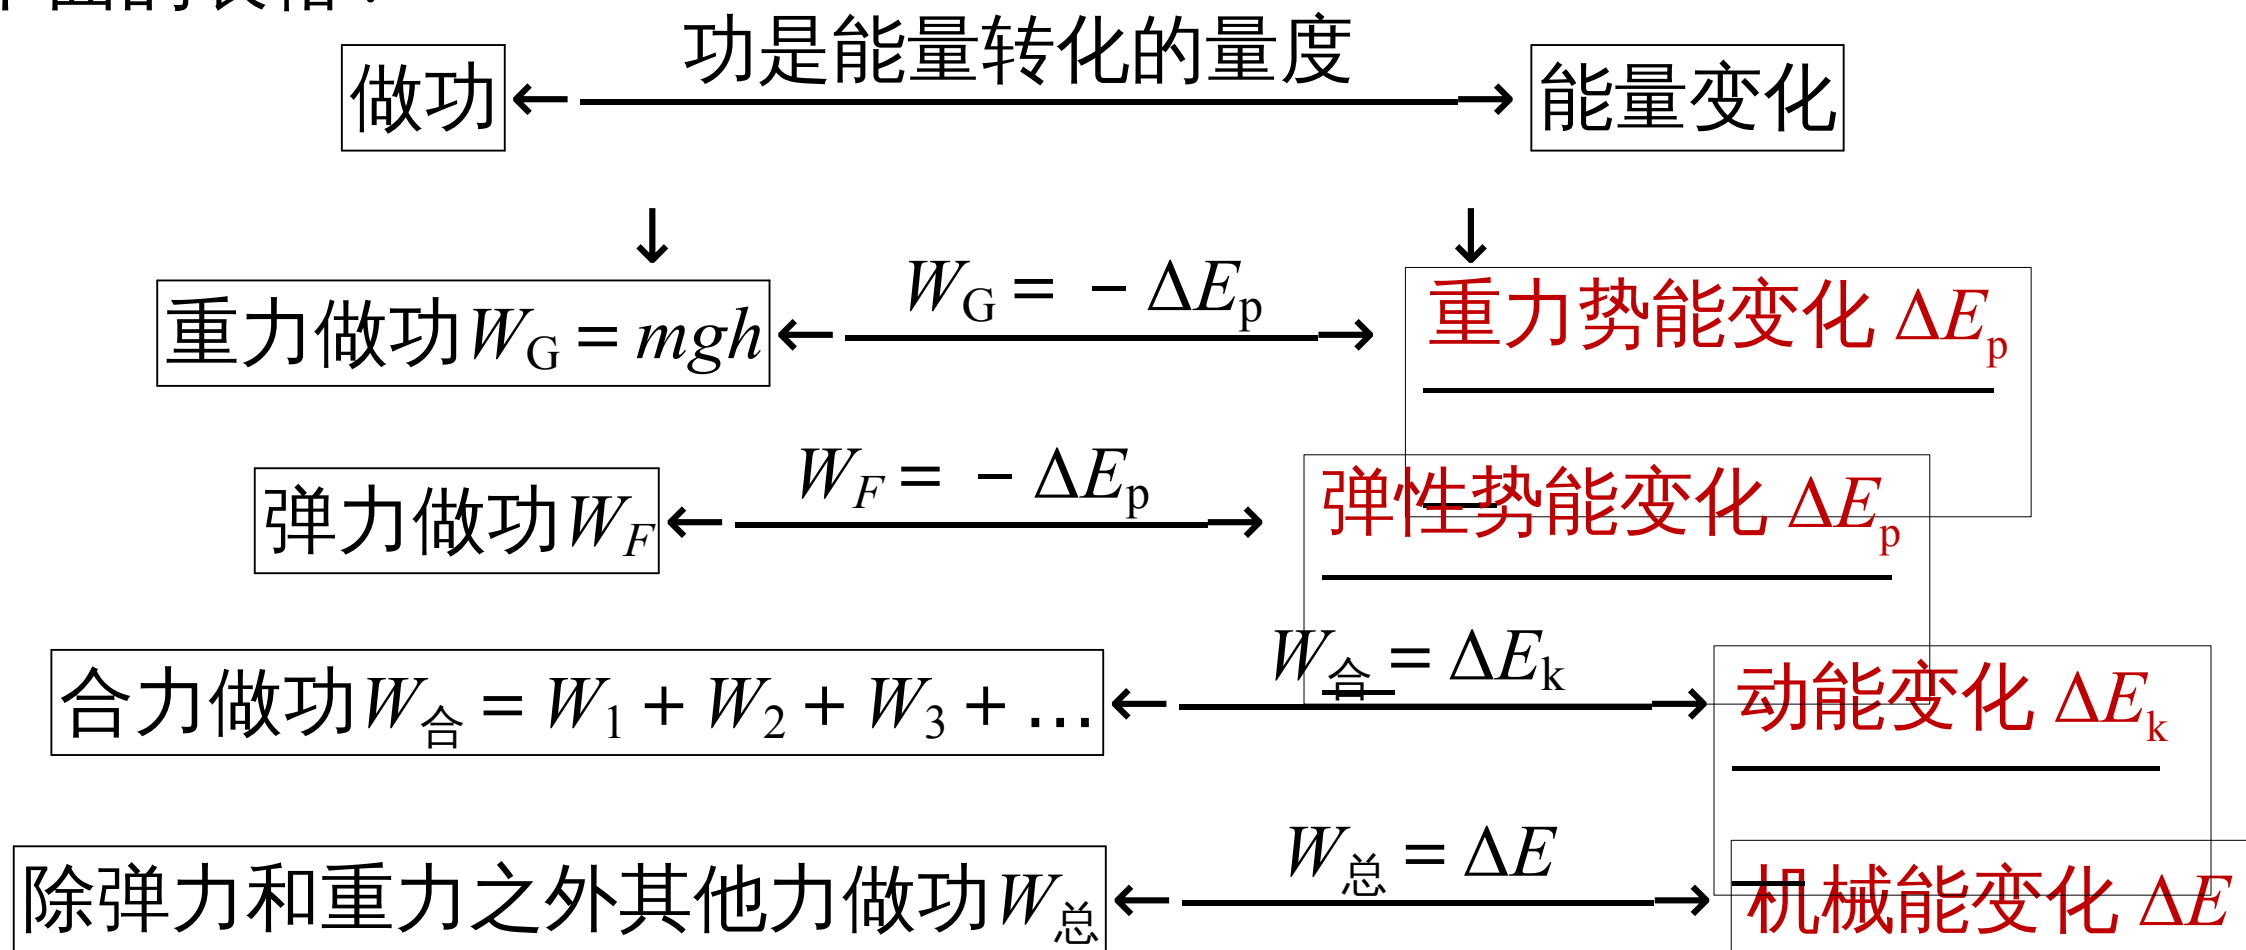 功是能量转化的量度
做功 ← → 能量变化
↓ ↓
重力做功W_G = mgh ← W_G = －ΔE_p → 重力势能变化 ΔE_p
弹力做功W_F ← W_F = －ΔE_p → 弹性势能变化 ΔE_p
合力做功W_合 = W_1 + W_2 + W_3 + … ← W_合 = ΔE_k → 动能变化 ΔE_k
除弹力和重力之外其他力做功W_总 ← W_总 = ΔE → 机械能变化 ΔE